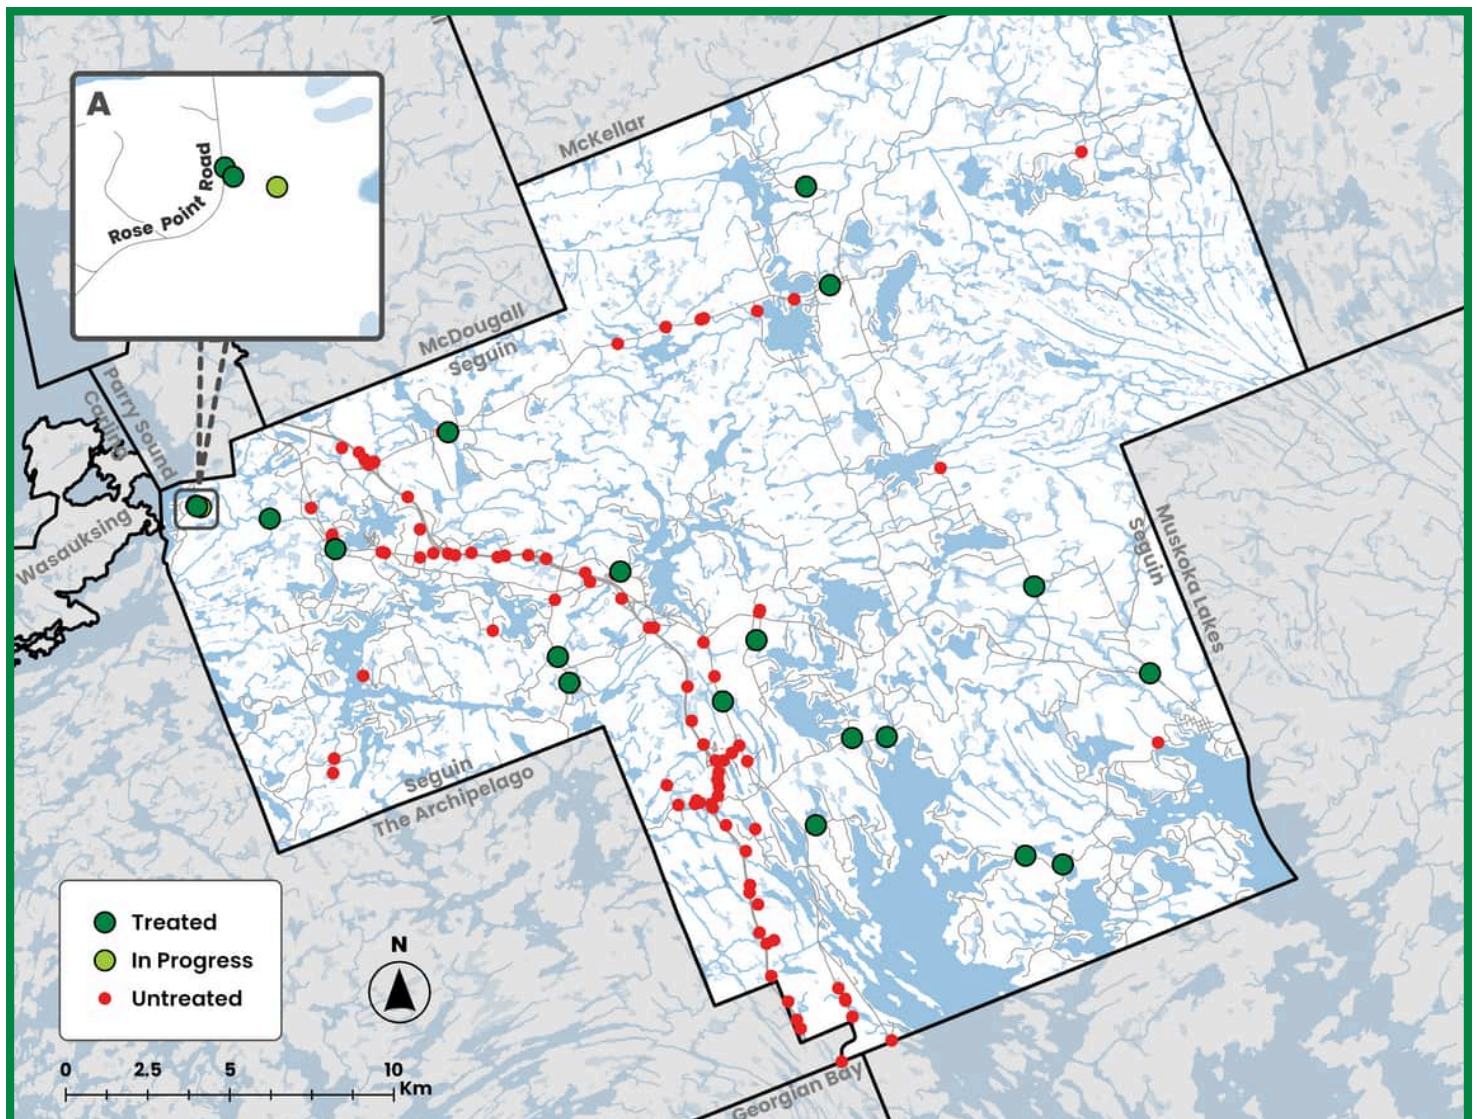 A
Rose Point Road
McKellar
McDougall
Seguin
Parry Sound
Carling
Wasauksing
Seguin
Muskoka Lakes
Seguin
The Archipelago
Georgian Bay
Treated
In Progress
Untreated
N
0 2.5 5 10
Km